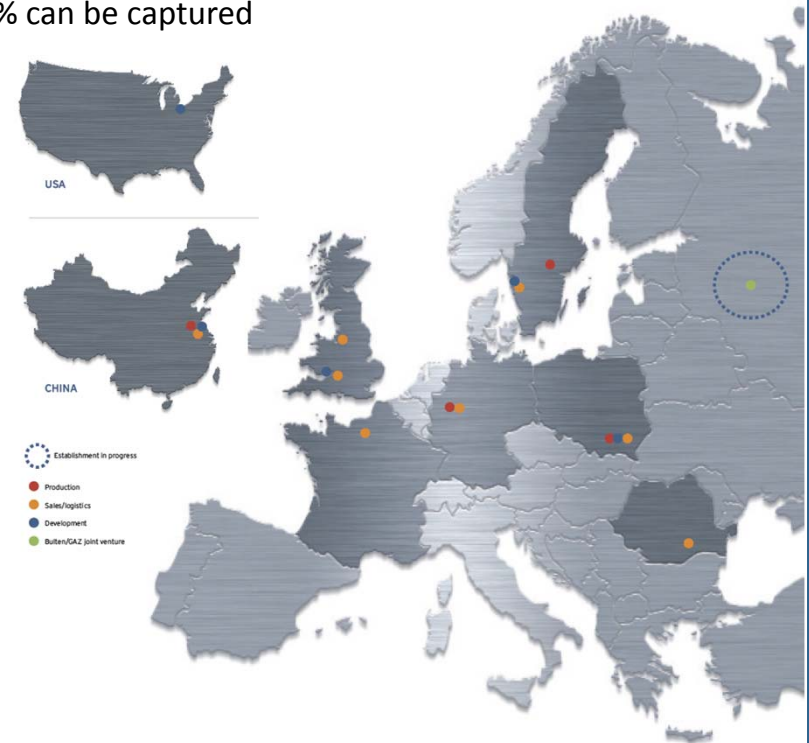 % can be captured
USA
CHINA
Establishment in progress
Production
Sales/logistics
Development
Bulten/GAZ joint venture